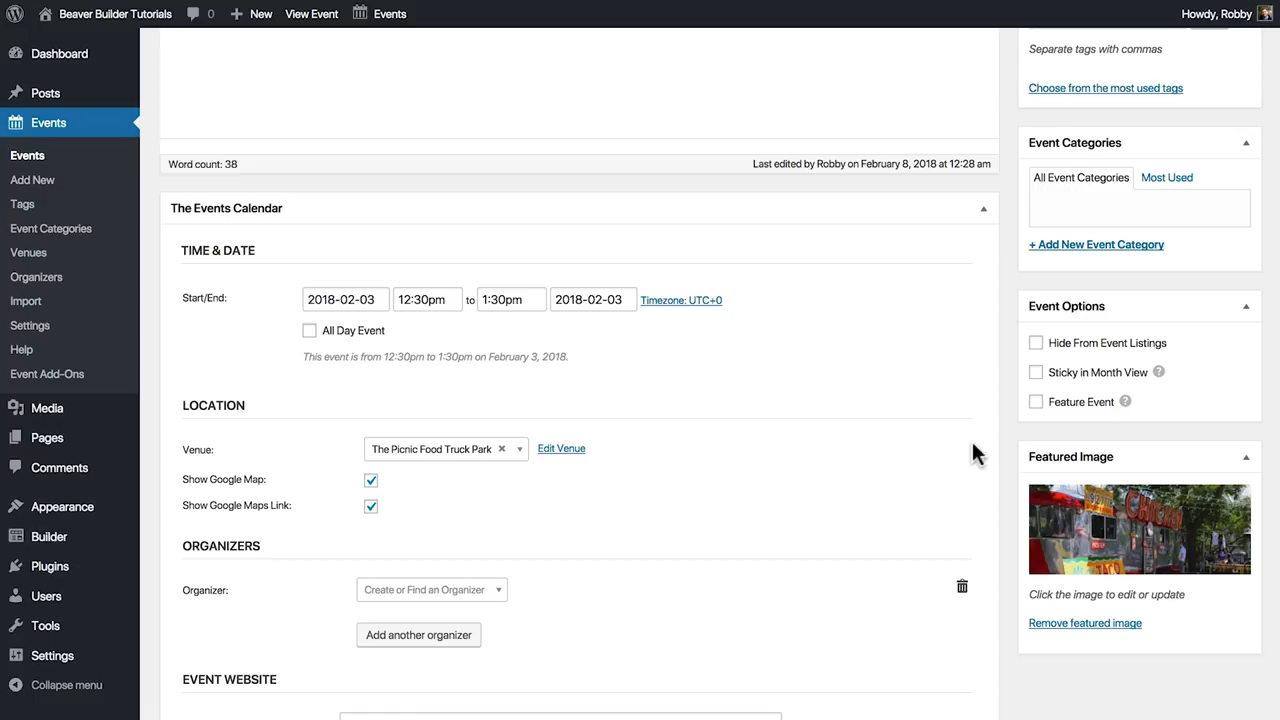 Beaver Builder Tutorials 0 New View Event Events Howdy, Robby
Dashboard
Posts
Events
Events
Add New
Tags
Event Categories
Venues
Organizers
Import
Settings
Help
Event Add-Ons
Media
Pages
Comments
Appearance
Builder
Plugins
Users
Tools
Settings
Collapse menu
Word count: 38 Last edited by Robby on February 8, 2018 at 12:28 am
The Events Calendar
TIME & DATE
Start/End: 2018-02-03 12:30pm to 1:30pm 2018-02-03 Timezone: UTC+0
All Day Event
This event is from 12:30pm to 1:30pm on February 3, 2018.
LOCATION
Venue: The Picnic Food Truck Park Edit Venue
Show Google Map:
Show Google Maps Link:
ORGANIZERS
Organizer: Create or Find an Organizer
Add another organizer
EVENT WEBSITE
Separate tags with commas
Choose from the most used tags
Event Categories
All Event Categories Most Used
+ Add New Event Category
Event Options
Hide From Event Listings
Sticky in Month View ?
Feature Event ?
Featured Image
Click the image to edit or update
Remove featured image